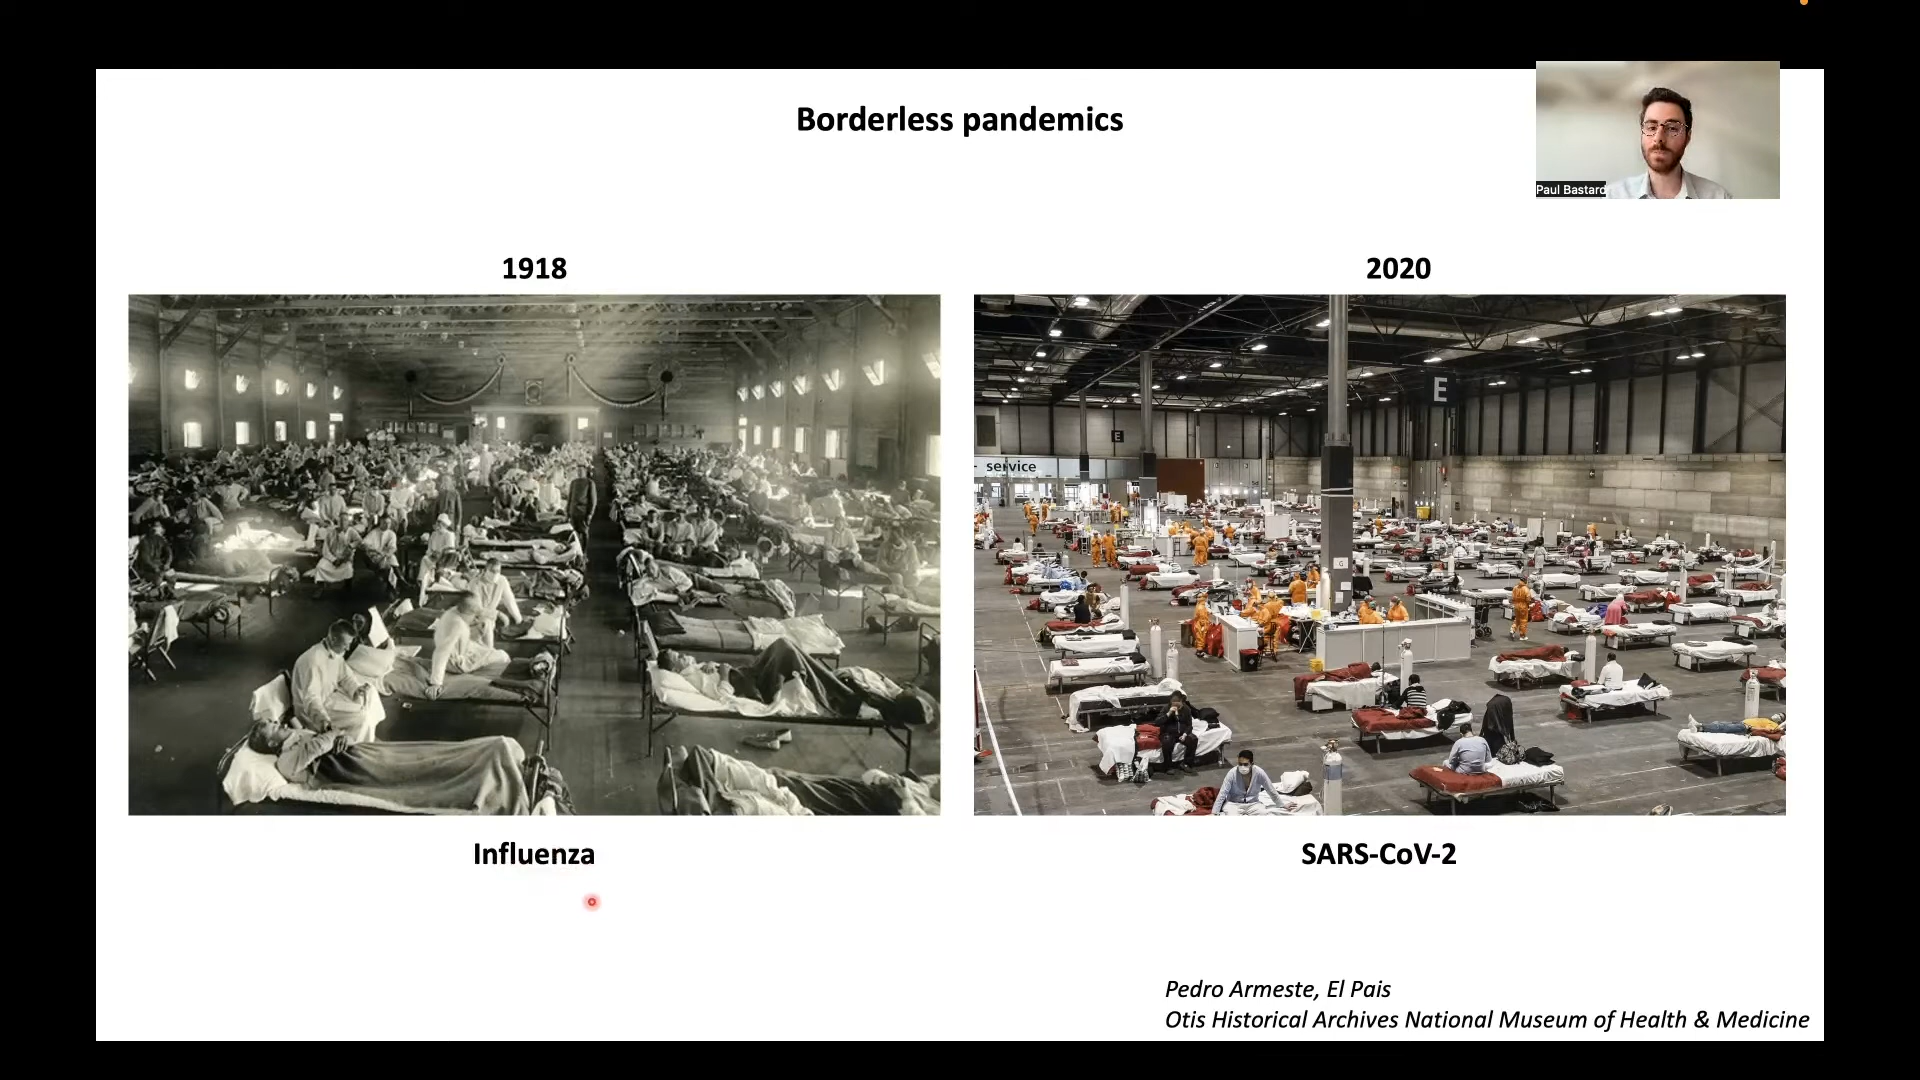 Borderless pandemics
Paul Bastard
1918
2020
E
E
service
G
Influenza
SARS-CoV-2
Pedro Armeste, El Pais
Otis Historical Archives National Museum of Health & Medicine